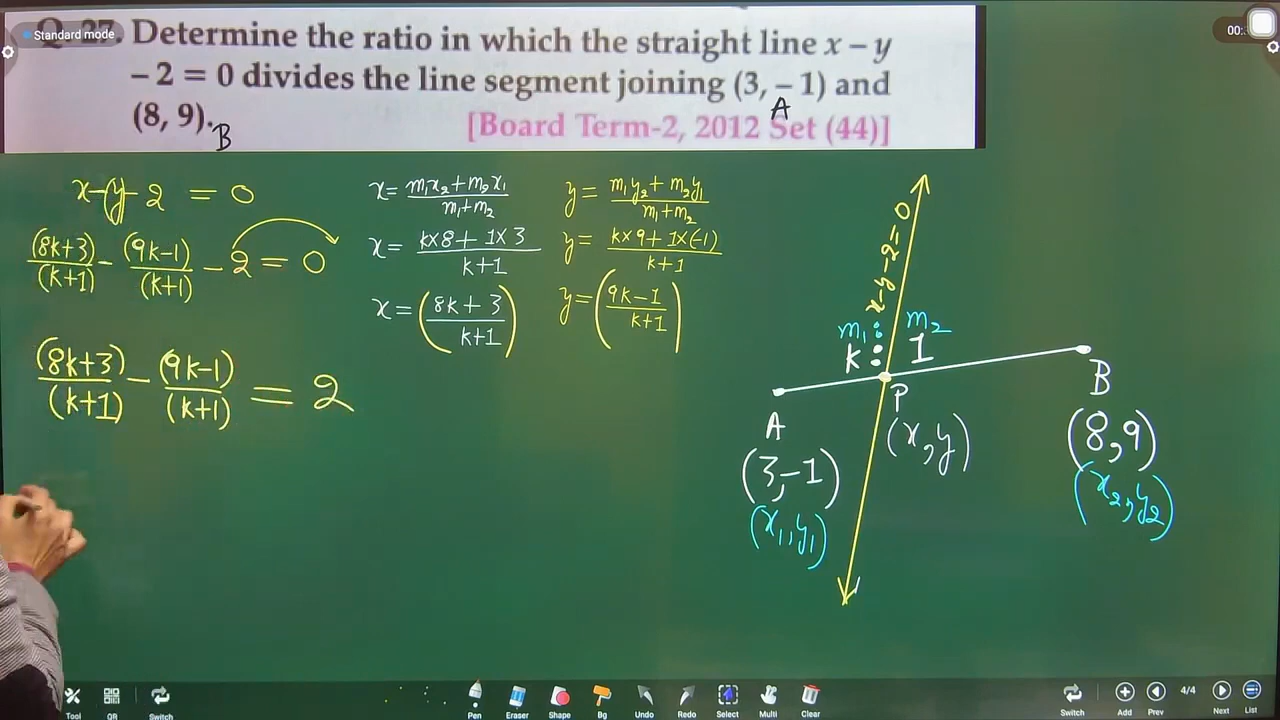 Standard mode
00:
Q. 27. Determine the ratio in which the straight line x – y
– 2 = 0 divides the line segment joining (3, – 1) and
(8, 9).
A
B
[Board Term-2, 2012 Set (44)]
x-(y)-2 = 0
(8k+3)/(k+1) - (9k-1)/(k+1) - 2 = 0
(8k+3)/(k+1) - (9k-1)/(k+1) = 2
x = (m1x2+m2x1)/(m1+m2)
x = (k×8+1×3)/(k+1)
x = ((8k+3)/(k+1))
y = (m1y2+m2y1)/(m1+m2)
y = (k×9+1×(-1))/(k+1)
y = ((9k-1)/(k+1))
x-y-2=0
m1 : m2
k : 1
A
P
B
(3,-1)
(x,y)
(8,9)
(x1,y1)
(x2,y2)
Tool QR Switch Pen Eraser Shape Bg Undo Redo Select Multi Clear Switch Add Prev 4/4 Next List